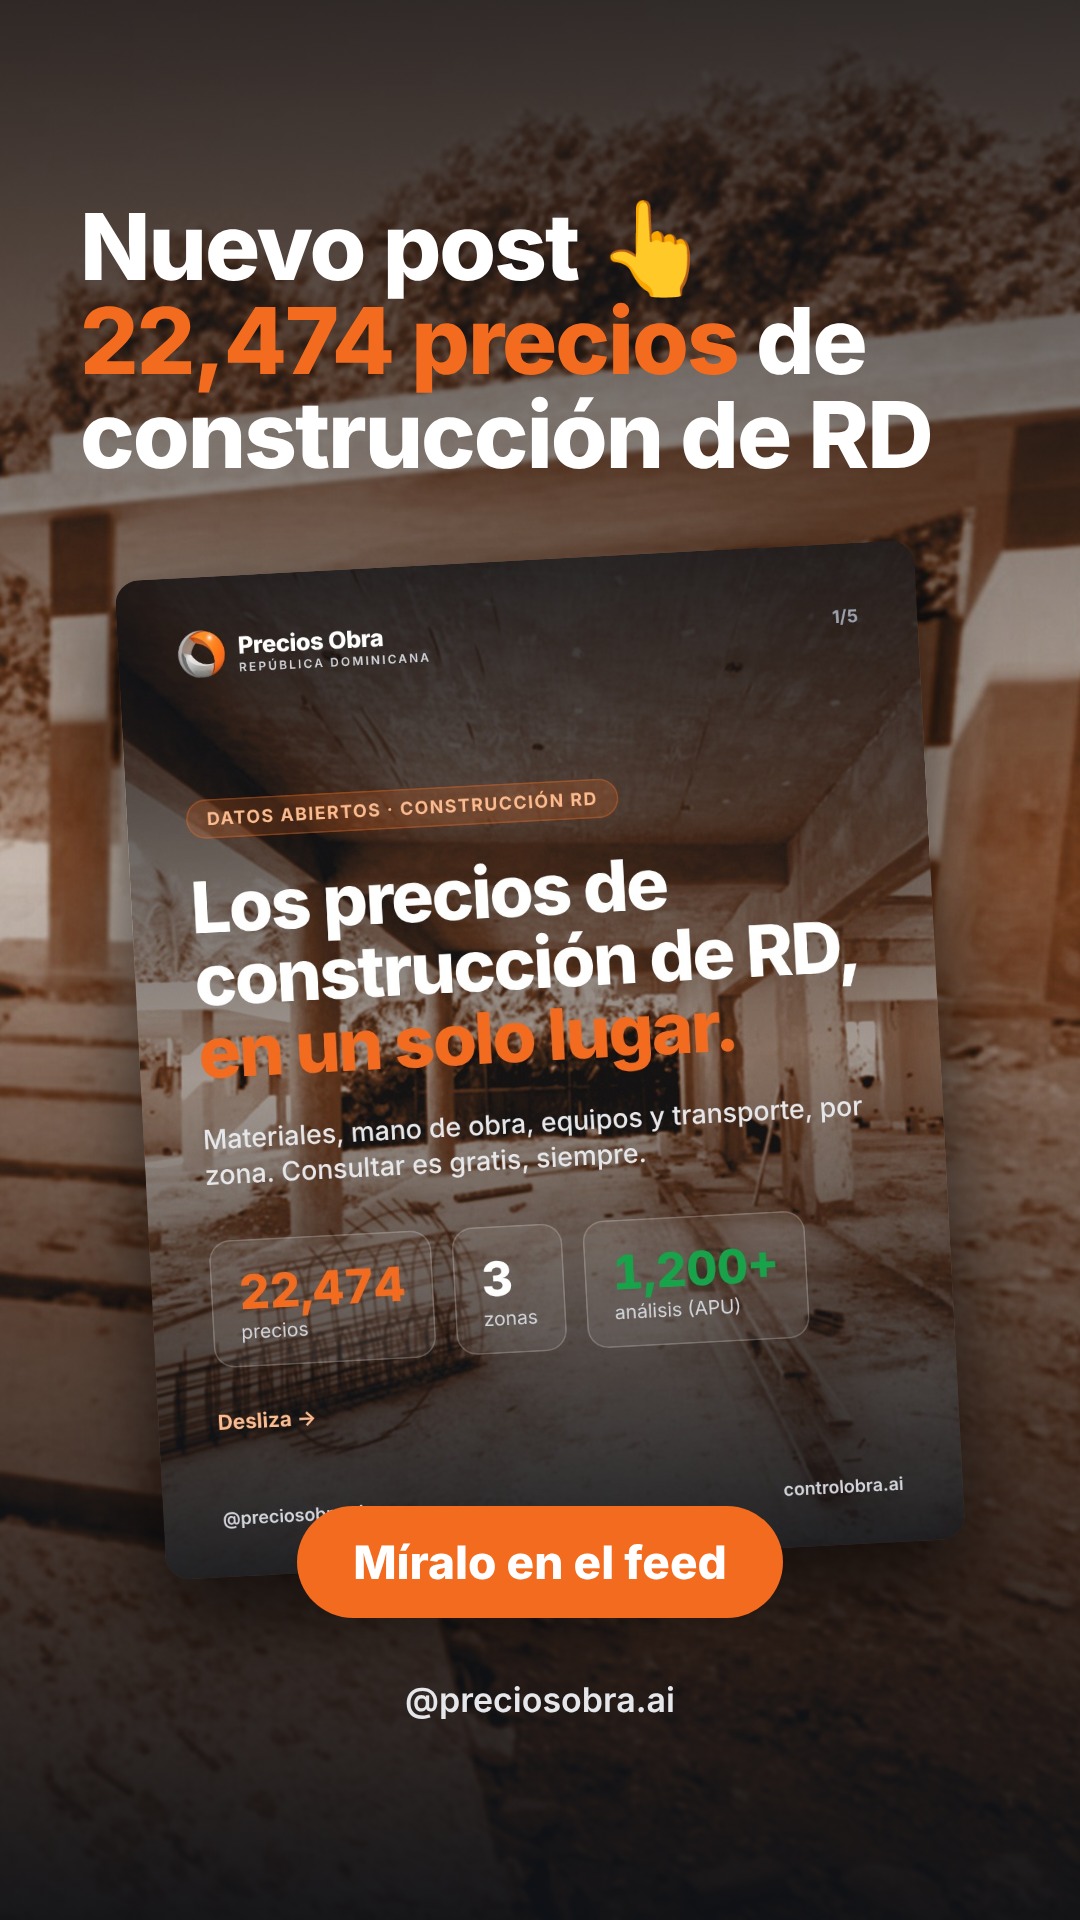 Nuevo post 👆
22,474 precios de
construcción de RD
Precios Obra
REPÚBLICA DOMINICANA
1/5
DATOS ABIERTOS · CONSTRUCCIÓN RD
Los precios de
construcción de RD,
en un solo lugar.
Materiales, mano de obra, equipos y transporte, por
zona. Consultar es gratis, siempre.
22,474
precios
3
zonas
1,200+
análisis (APU)
Desliza →
controlobra.ai
Míralo en el feed
@preciosobra.ai